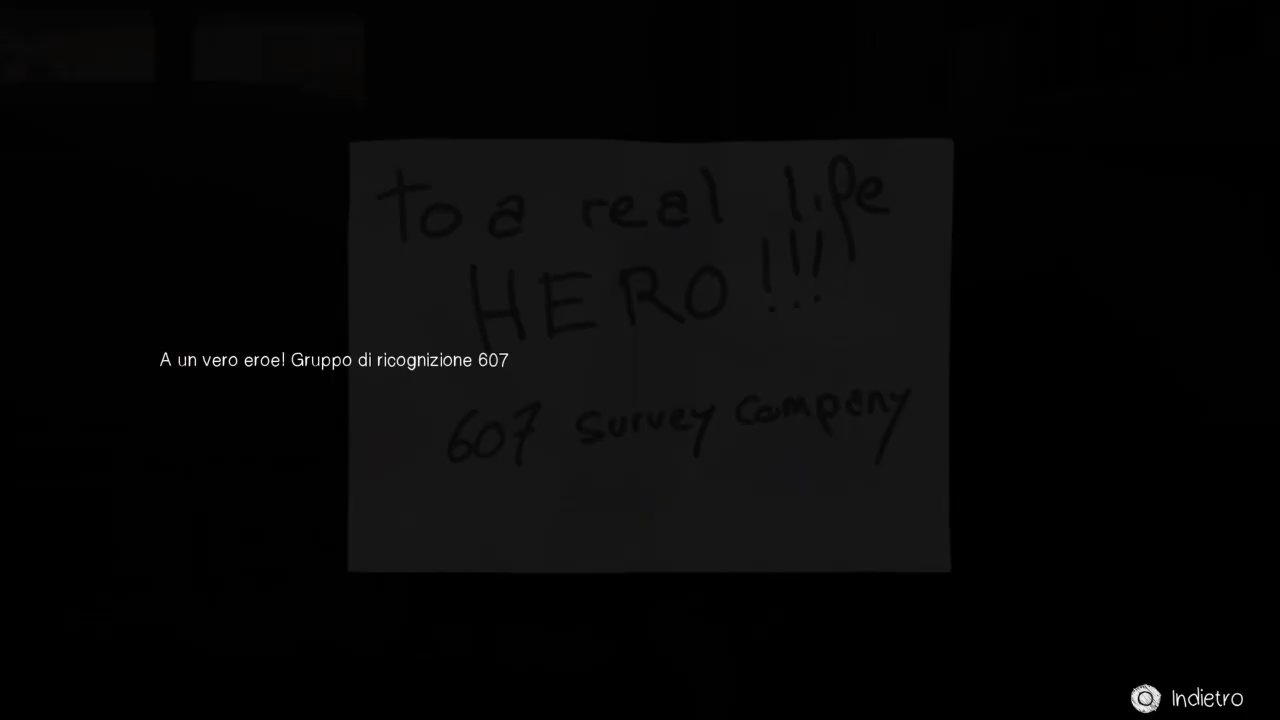 to a real life
HERO!!!
A un vero eroe! Gruppo di ricognizione 607
607 survey company
Indietro